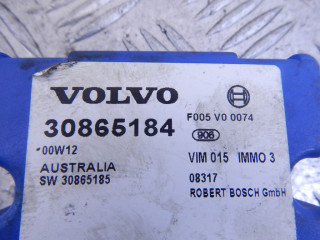 VOLVO
F005 V0 0074
30865184
906
00W12
VIM 015 IMMO 3
AUSTRALIA
08317
SW 30865185
ROBERT BOSCH GmbH